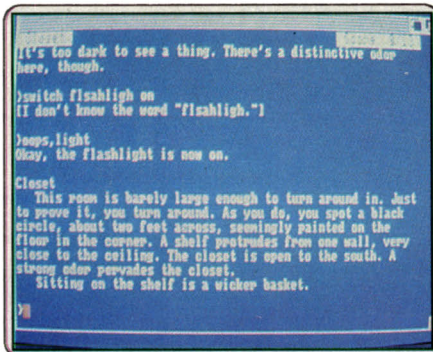 It's too dark to see a thing. There's a distinctive odor
here, though.
)switch flsahligh on
[I don't know the word "flsahligh."]
)oops,light
Okay, the flashlight is now on.
Closet
This room is barely large enough to turn around in. Just
to prove it, you turn around. As you do, you spot a black
circle, about two feet across, seemingly painted on the
floor in the corner. A shelf protrudes from one wall, very
close to the ceiling. The closet is open to the south. A
strong odor pervades the closet.
Sitting on the shelf is a wicker basket.
)